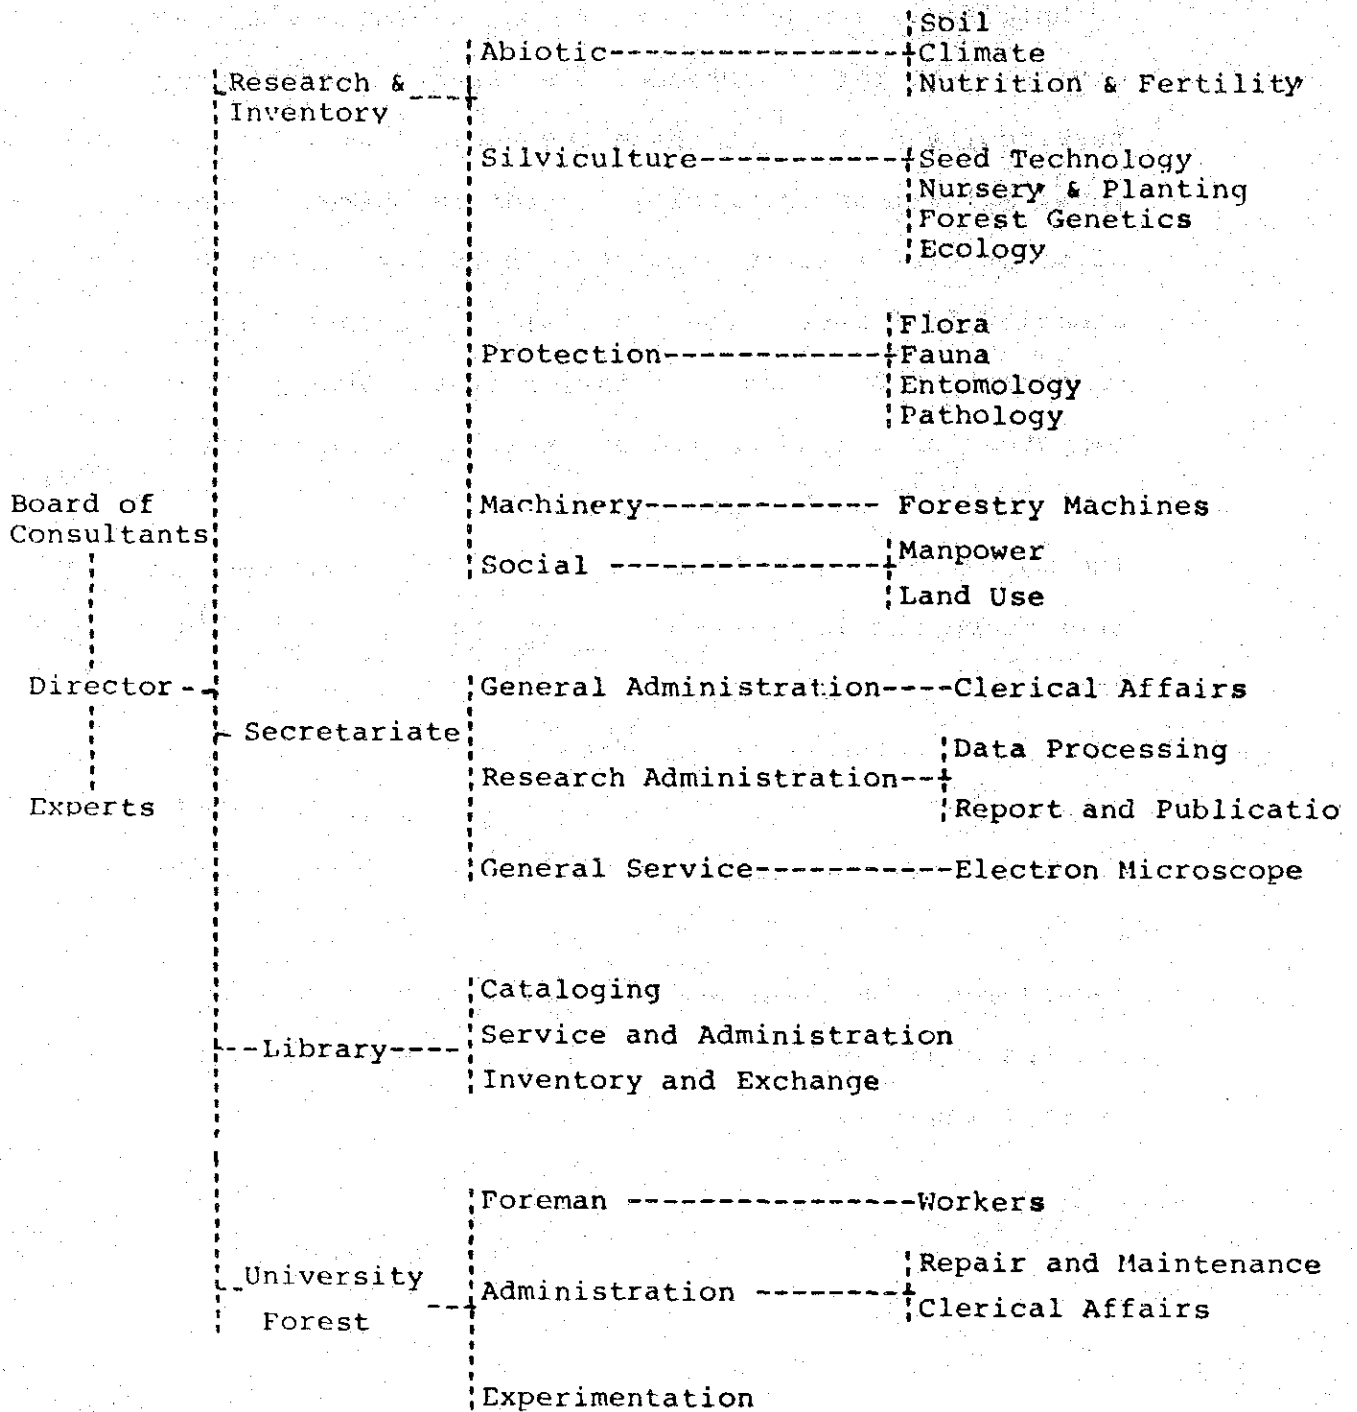 Soil
Abiotic
Climate
Research &
Nutrition & Fertility
Inventory
Silviculture
Seed Technology
Nursery & Planting
Forest Genetics
Ecology
Flora
Protection
Fauna
Entomology
Pathology
Board of
Consultants
Machinery
Forestry Machines
Manpower
Social
Land Use
Director
General Administration
Clerical Affairs
Secretariate
Data Processing
Research Administration
Experts
Report and Publicatio
General Service
Electron Microscope
Cataloging
Library
Service and Administration
Inventory and Exchange
Foreman
Workers
University
Forest
Repair and Maintenance
Administration
Clerical Affairs
Experimentation